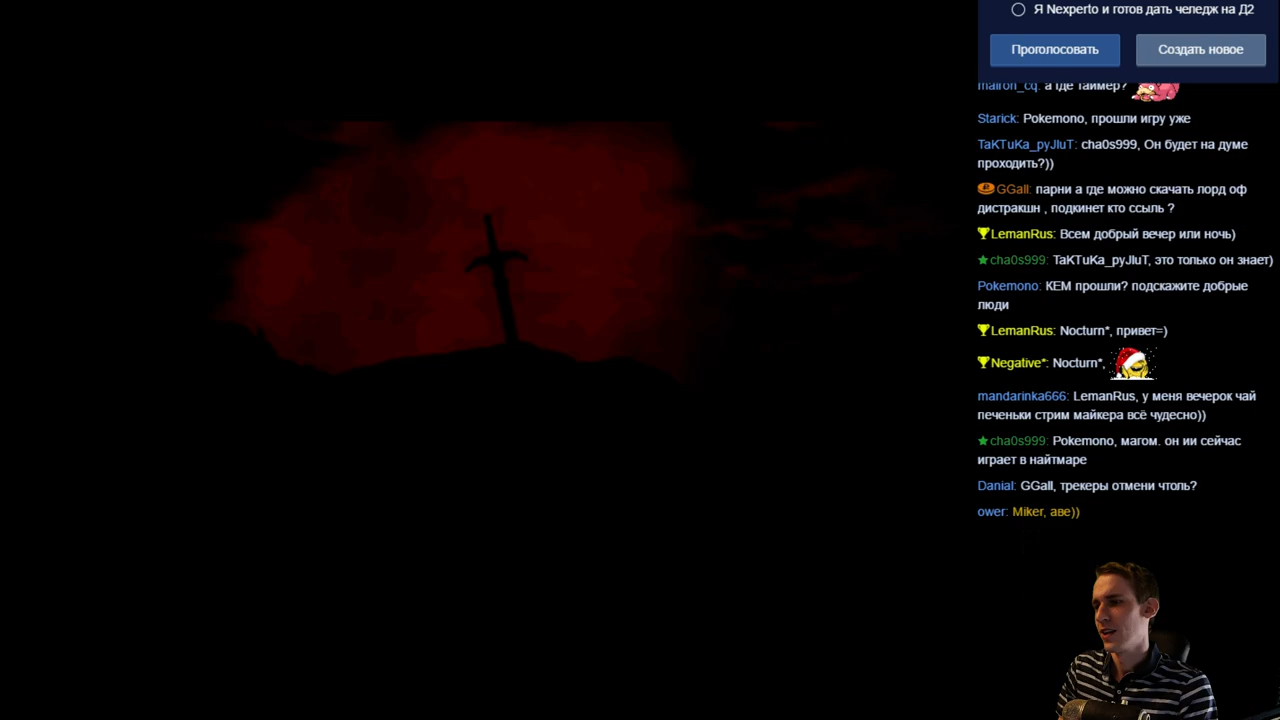 Я Nexperto и готов дать челедж на Д2
Проголосовать
Создать новое
mairon_cq: а где таймер?
Starick: Pokemono, прошли игру уже
TaKTuKa_pyJIuT: cha0s999, Он будет на думе
проходить?))
GGall: парни а где можно скачать лорд оф
дистракшн , подкинет кто ссыль ?
LemanRus: Всем добрый вечер или ночь)
cha0s999: TaKTuKa_pyJIuT, это только он знает)
Pokemono: КЕМ прошли? подскажите добрые
люди
LemanRus: Nocturn*, привет=)
Negative*: Nocturn*,
mandarinka666: LemanRus, у меня вечерок чай
печеньки стрим майкера всё чудесно))
cha0s999: Pokemono, магом. он ии сейчас
играет в найтмаре
Danial: GGall, трекеры отмени чтоль?
ower: Miker, аве))